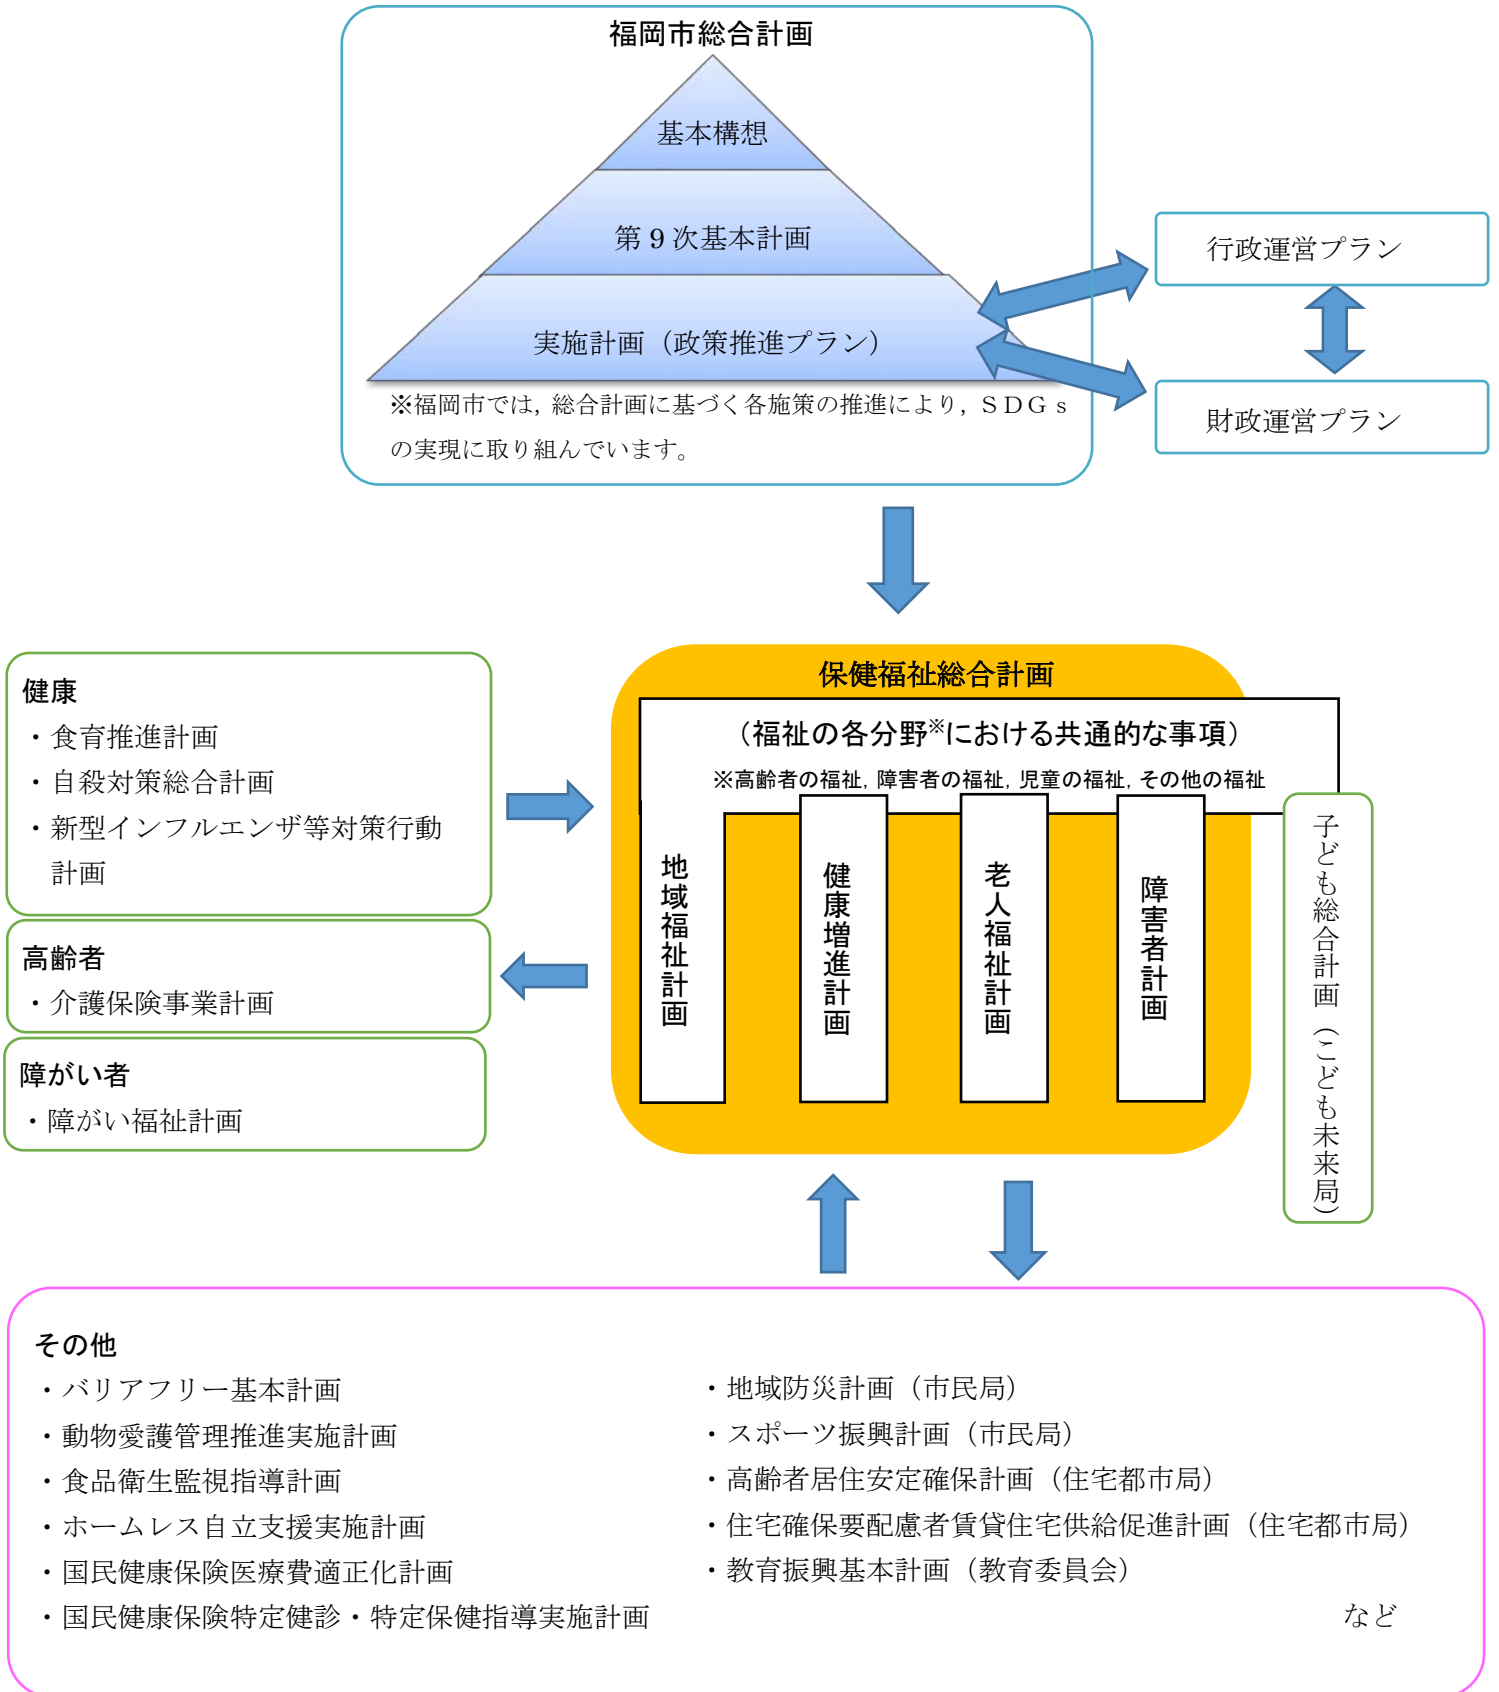 福岡市総合計画
基本構想
第9次基本計画
実施計画（政策推進プラン）
※福岡市では,総合計画に基づく各施策の推進により,ＳＤＧｓ
の実現に取り組んでいます。
行政運営プラン
財政運営プラン
健康
・食育推進計画
・自殺対策総合計画
・新型インフルエンザ等対策行動
計画
高齢者
・介護保険事業計画
障がい者
・障がい福祉計画
保健福祉総合計画
（福祉の各分野※における共通的な事項）
※高齢者の福祉,障害者の福祉,児童の福祉,その他の福祉
地域福祉計画
健康増進計画
老人福祉計画
障害者計画
子ども総合計画（こども未来局）
その他
・バリアフリー基本計画
・動物愛護管理推進実施計画
・食品衛生監視指導計画
・ホームレス自立支援実施計画
・国民健康保険医療費適正化計画
・国民健康保険特定健診・特定保健指導実施計画
・地域防災計画（市民局）
・スポーツ振興計画（市民局）
・高齢者居住安定確保計画（住宅都市局）
・住宅確保要配慮者賃貸住宅供給促進計画（住宅都市局）
・教育振興基本計画（教育委員会）
など